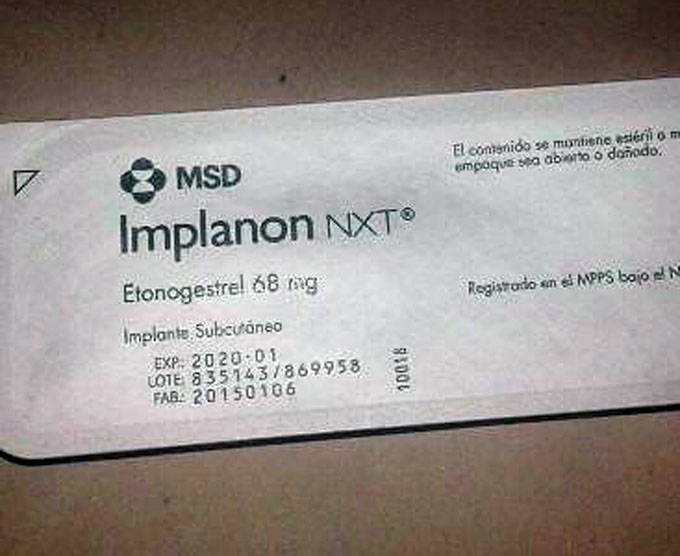 MSD
Implanon NXT®
Etonogestrel 68 mg
Implante Subcutáneo
EXP.: 2020-01
LOTE: 835143/869958
FAB.: 20150106
10018
El contenido se mantiene estéril a m
empaque sea abierto o dañado.
Registrado en el MPPS bajo el N